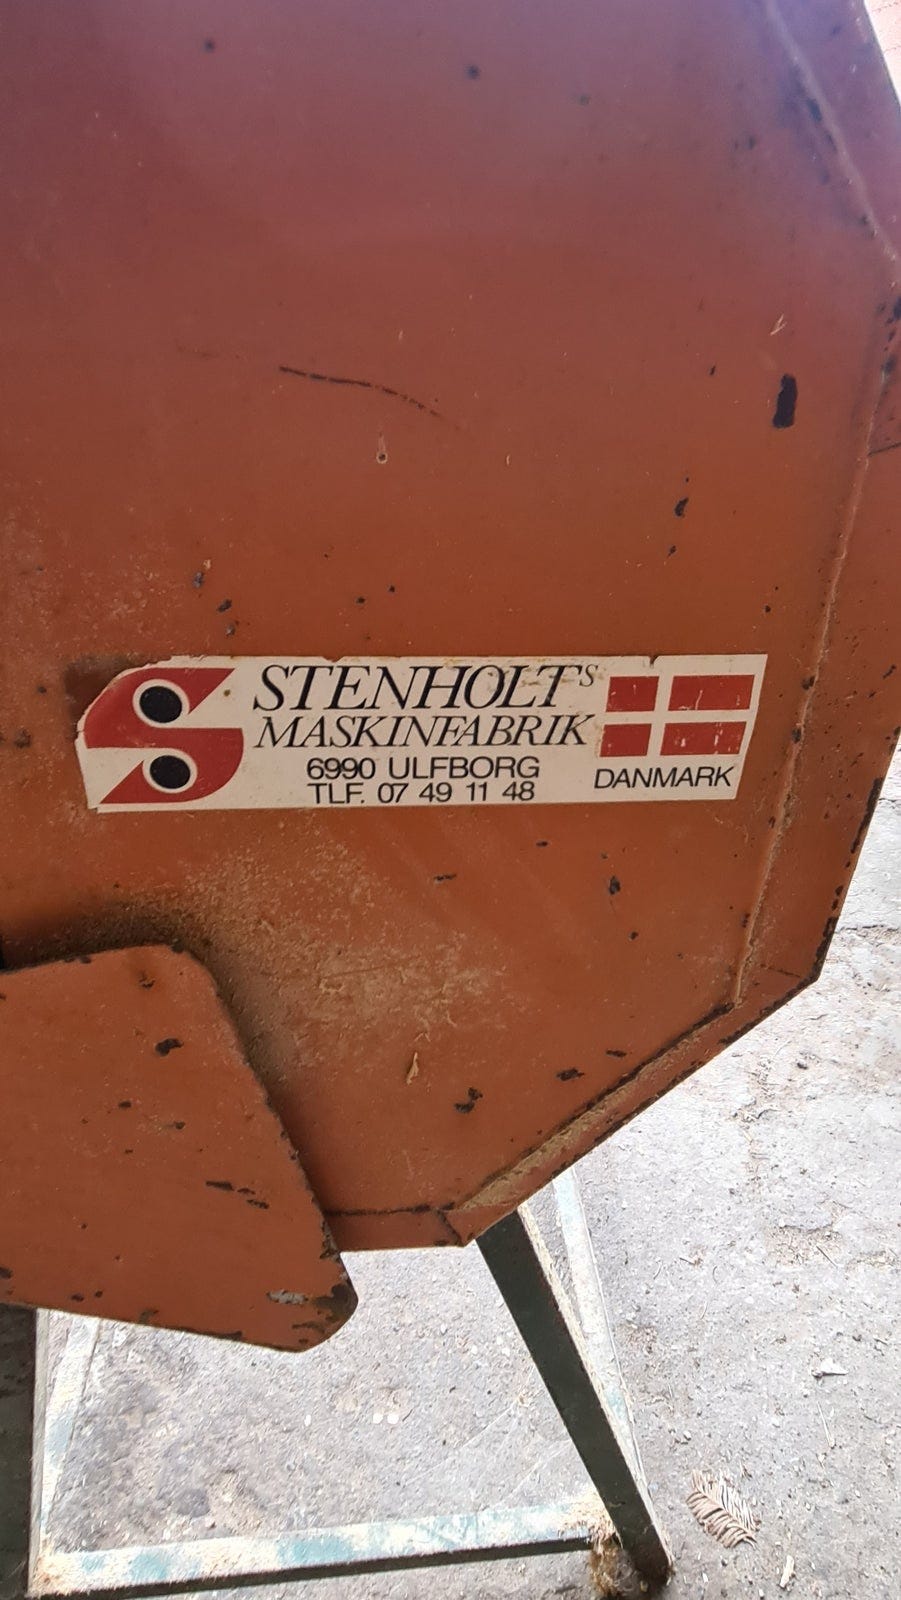 STENHOLT'S
MASKINFABRIK
6990 ULFBORG
TLF. 07 49 11 48
DANMARK